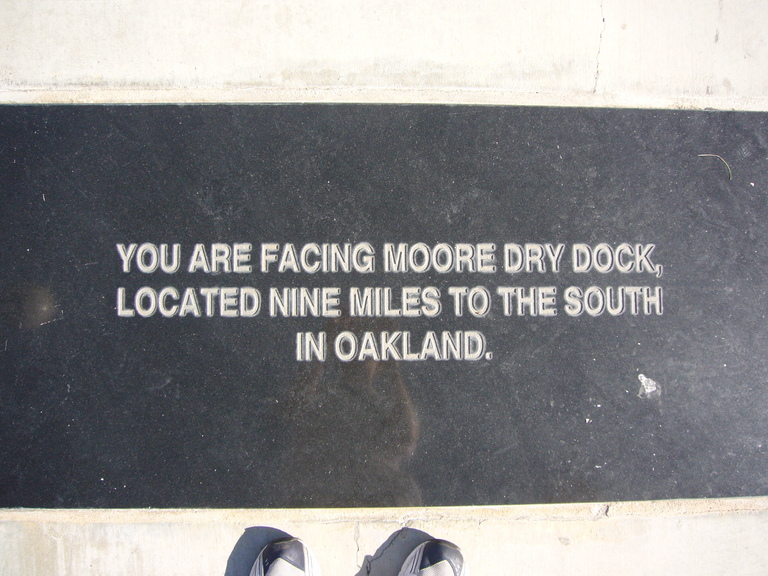 YOU ARE FACING MOORE DRY DOCK,
LOCATED NINE MILES TO THE SOUTH
IN OAKLAND.